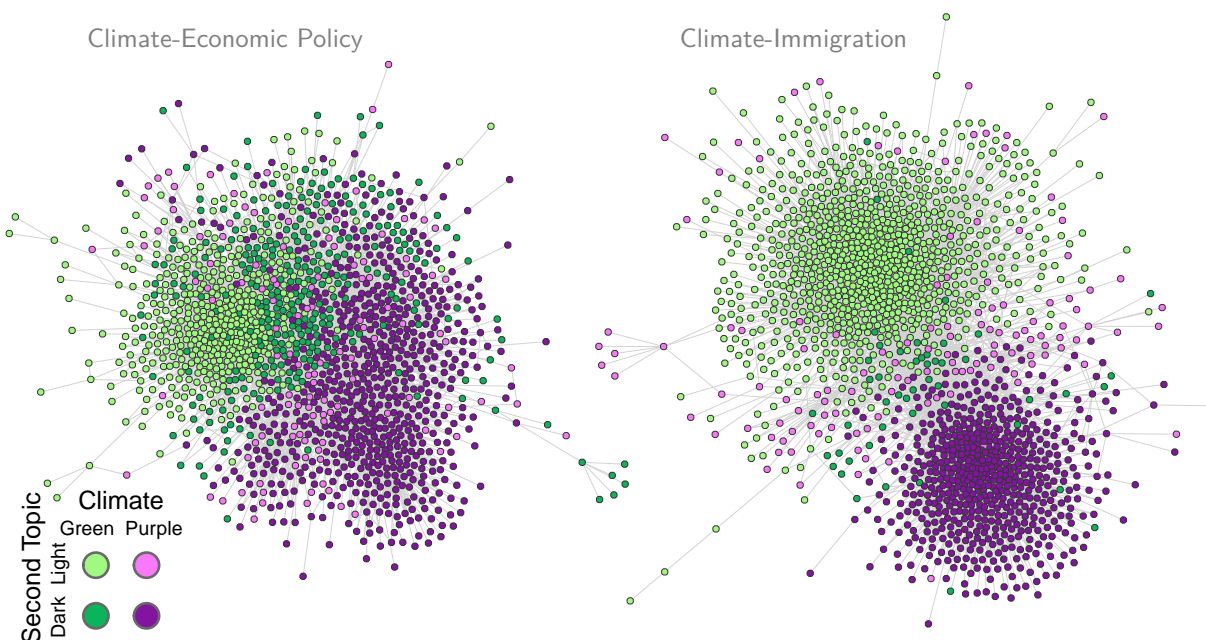 Climate-Economic Policy
Climate-Immigration
Second Topic
Climate
Green Purple
Light
Dark